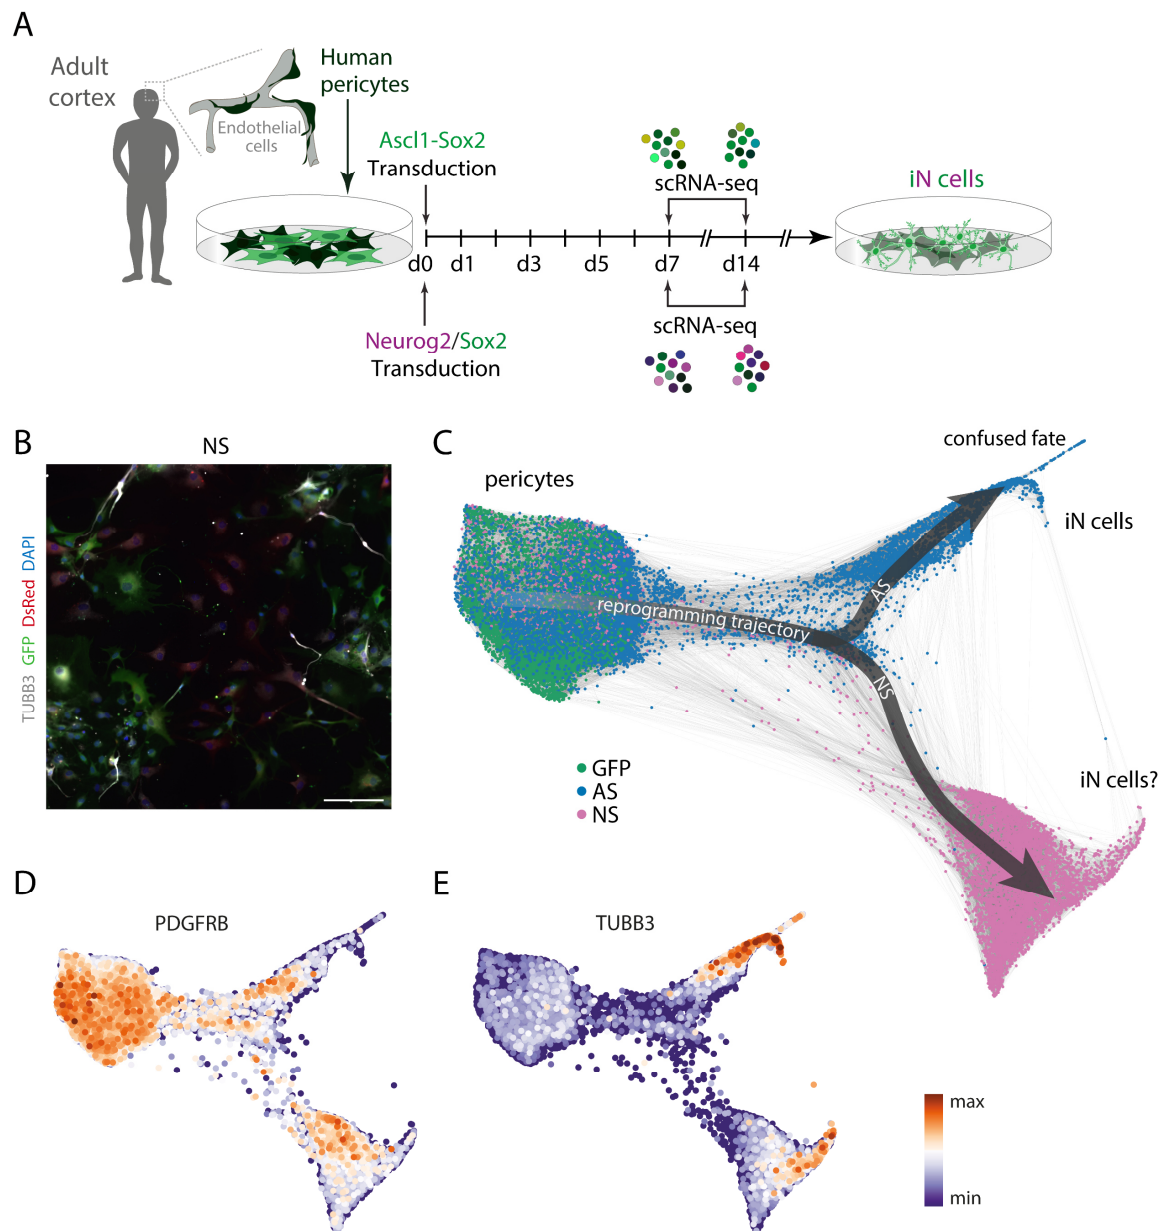 A
Adult
cortex
Human
pericytes
Endothelial
cells
Ascl1-Sox2
Transduction
scRNA-seq
iN cells
d0 d1 d3 d5 d7 d14
Neurog2/Sox2
Transduction
scRNA-seq
B
NS
TUBB3 GFP DsRed DAPI
C
pericytes
confused fate
iN cells
AS
reprogramming trajectory
NS
iN cells?
GFP
AS
NS
D
PDGFRB
E
TUBB3
max
min